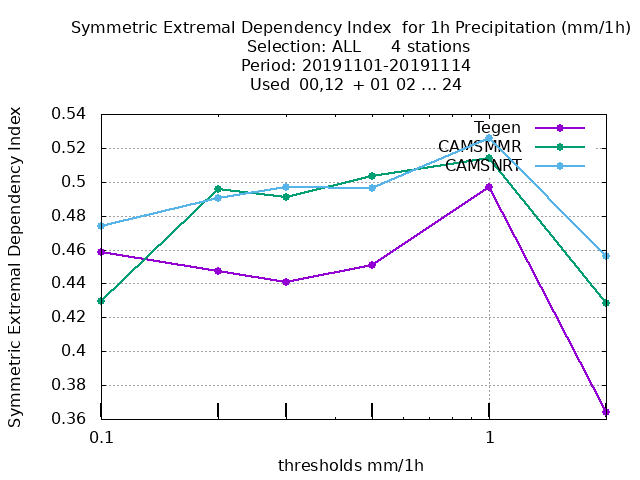 Symmetric Extremal Dependency Index  for 1h Precipitation (mm/1h)
Selection: ALL      4 stations
Period: 20191101-20191114
Used  00,12  + 01 02 ... 24
Symmetric Extremal Dependency Index
0.54
0.52
0.5
0.48
0.46
0.44
0.42
0.4
0.38
0.36
Tegen
CAMSMMR
CAMSNRT
0.1
1
thresholds mm/1h